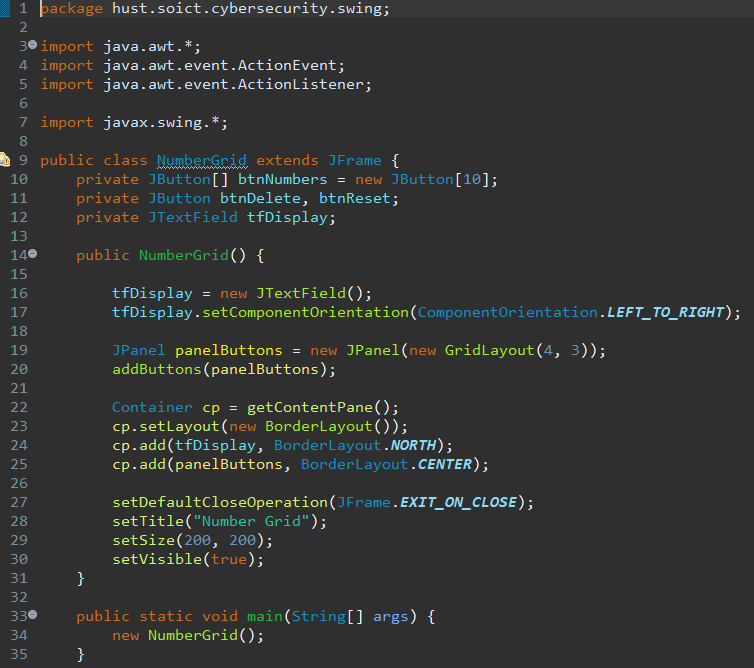 1 package hust.soict.cybersecurity.swing;
2
3 import java.awt.*;
4 import java.awt.event.ActionEvent;
5 import java.awt.event.ActionListener;
6
7 import javax.swing.*;
8
9 public class NumberGrid extends JFrame {
10     private JButton[] btnNumbers = new JButton[10];
11     private JButton btnDelete, btnReset;
12     private JTextField tfDisplay;
13
14     public NumberGrid() {
15
16         tfDisplay = new JTextField();
17         tfDisplay.setComponentOrientation(ComponentOrientation.LEFT_TO_RIGHT);
18
19         JPanel panelButtons = new JPanel(new GridLayout(4, 3));
20         addButtons(panelButtons);
21
22         Container cp = getContentPane();
23         cp.setLayout(new BorderLayout());
24         cp.add(tfDisplay, BorderLayout.NORTH);
25         cp.add(panelButtons, BorderLayout.CENTER);
26
27         setDefaultCloseOperation(JFrame.EXIT_ON_CLOSE);
28         setTitle("Number Grid");
29         setSize(200, 200);
30         setVisible(true);
31     }
32
33     public static void main(String[] args) {
34         new NumberGrid();
35     }